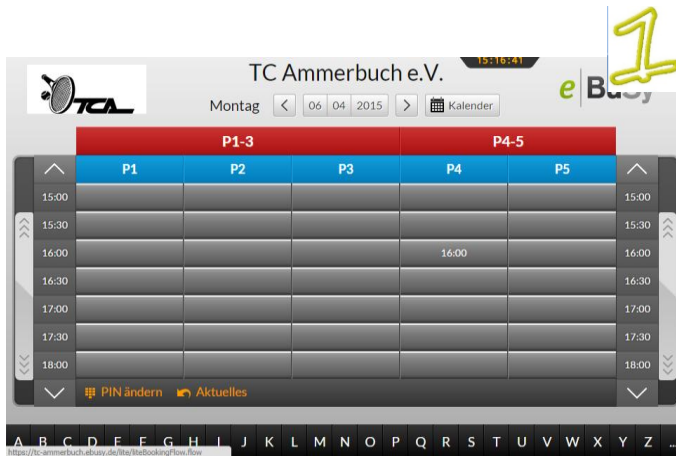 1
15:16:41
TC Ammerbuch e.V.
TCA
e BuSy
Montag 06 04 2015 Kalender
P1-3 P4-5
P1 P2 P3 P4 P5
15:00 15:00
15:30 15:30
16:00 16:00 16:00
16:30 16:30
17:00 17:00
17:30 17:30
18:00 18:00
PIN ändern Aktuelles
A B C D E F G H I J K L M N O P Q R S T U V W X Y Z ...
https://tc-ammerbuch.ebusy.de/lite/liteBookingFlow.flow